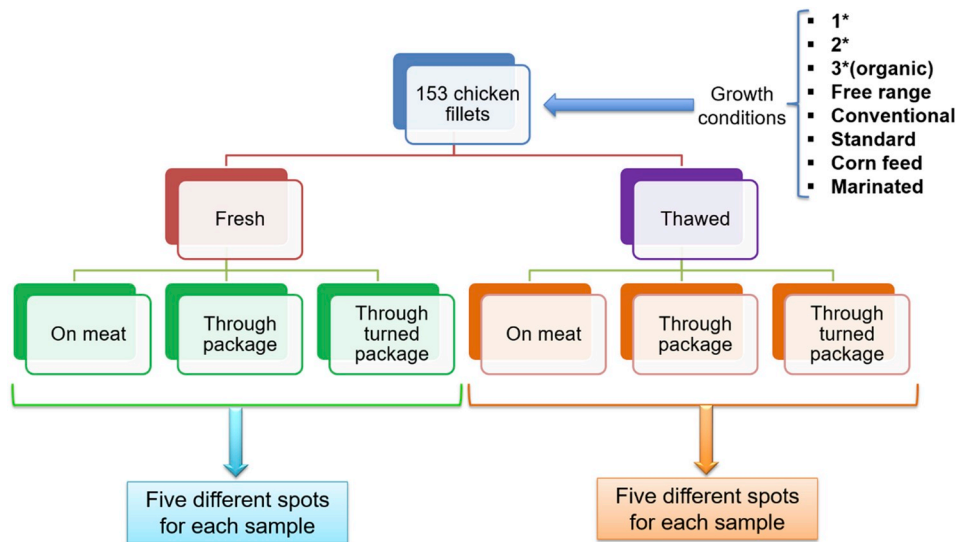 153 chicken
fillets
Growth
conditions
▪ 1*
▪ 2*
▪ 3*(organic)
▪ Free range
▪ Conventional
▪ Standard
▪ Corn feed
▪ Marinated
Fresh
Thawed
On meat
Through
package
Through
turned
package
On meat
Through
package
Through
turned
package
Five different spots
for each sample
Five different spots
for each sample